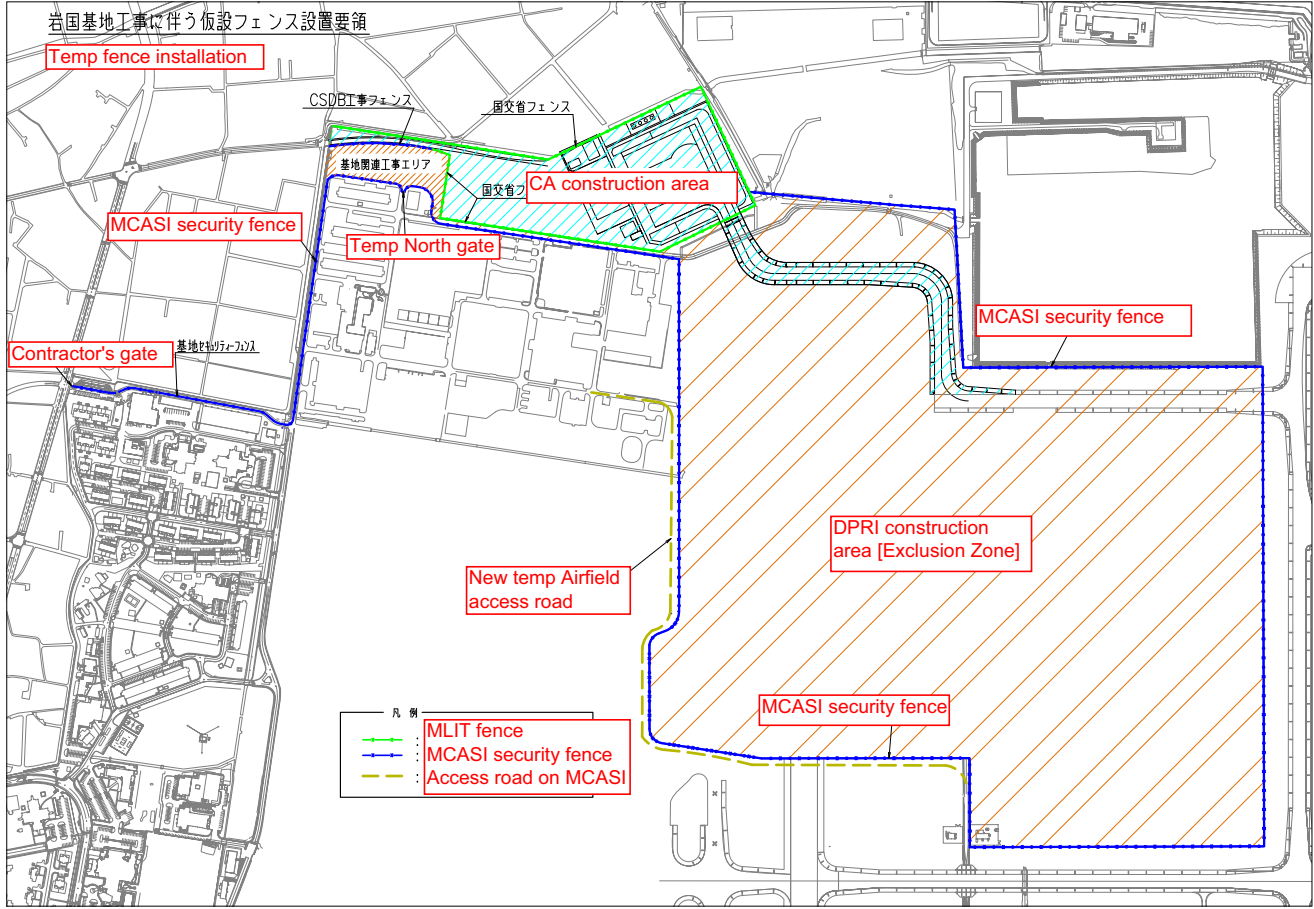 岩国基地工事に伴う仮設フェンス設置要領
Temp fence installation
CSDB工事フェンス
国交省フェンス
基地関連工事エリア
国交省フ
CA construction area
MCASI security fence
Temp North gate
MCASI security fence
Contractor's gate
基地セキュリティーフェンス
DPRI construction
area [Exclusion Zone]
New temp Airfield
access road
MCASI security fence
凡 例
: MLIT fence
: MCASI security fence
: Access road on MCASI